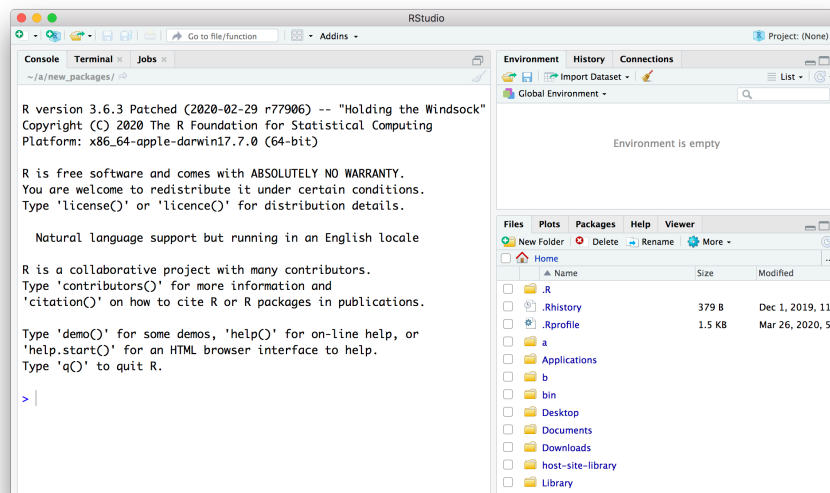 RStudio
Go to file/function
Addins
Project: (None)
Console Terminal Jobs
~/a/new_packages/
R version 3.6.3 Patched (2020-02-29 r77906) -- "Holding the Windsock"
Copyright (C) 2020 The R Foundation for Statistical Computing
Platform: x86_64-apple-darwin17.7.0 (64-bit)
R is free software and comes with ABSOLUTELY NO WARRANTY.
You are welcome to redistribute it under certain conditions.
Type 'license()' or 'licence()' for distribution details.
Natural language support but running in an English locale
R is a collaborative project with many contributors.
Type 'contributors()' for more information and
'citation()' on how to cite R or R packages in publications.
Type 'demo()' for some demos, 'help()' for on-line help, or
'help.start()' for an HTML browser interface to help.
Type 'q()' to quit R.
>
Environment History Connections
Import Dataset List
Global Environment
Environment is empty
Files Plots Packages Help Viewer
New Folder Delete Rename More
Home ..
Name Size Modified
.R
.Rhistory 379 B Dec 1, 2019, 11
.Rprofile 1.5 KB Mar 26, 2020, 5
a
Applications
b
bin
Desktop
Documents
Downloads
host-site-library
Library